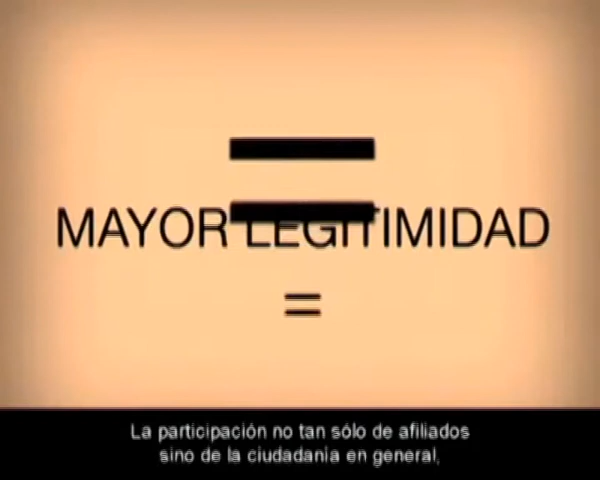 =
MAYOR LEGITIMIDAD
=
La participación no tan sólo de afiliados
sino de la ciudadanía en general,